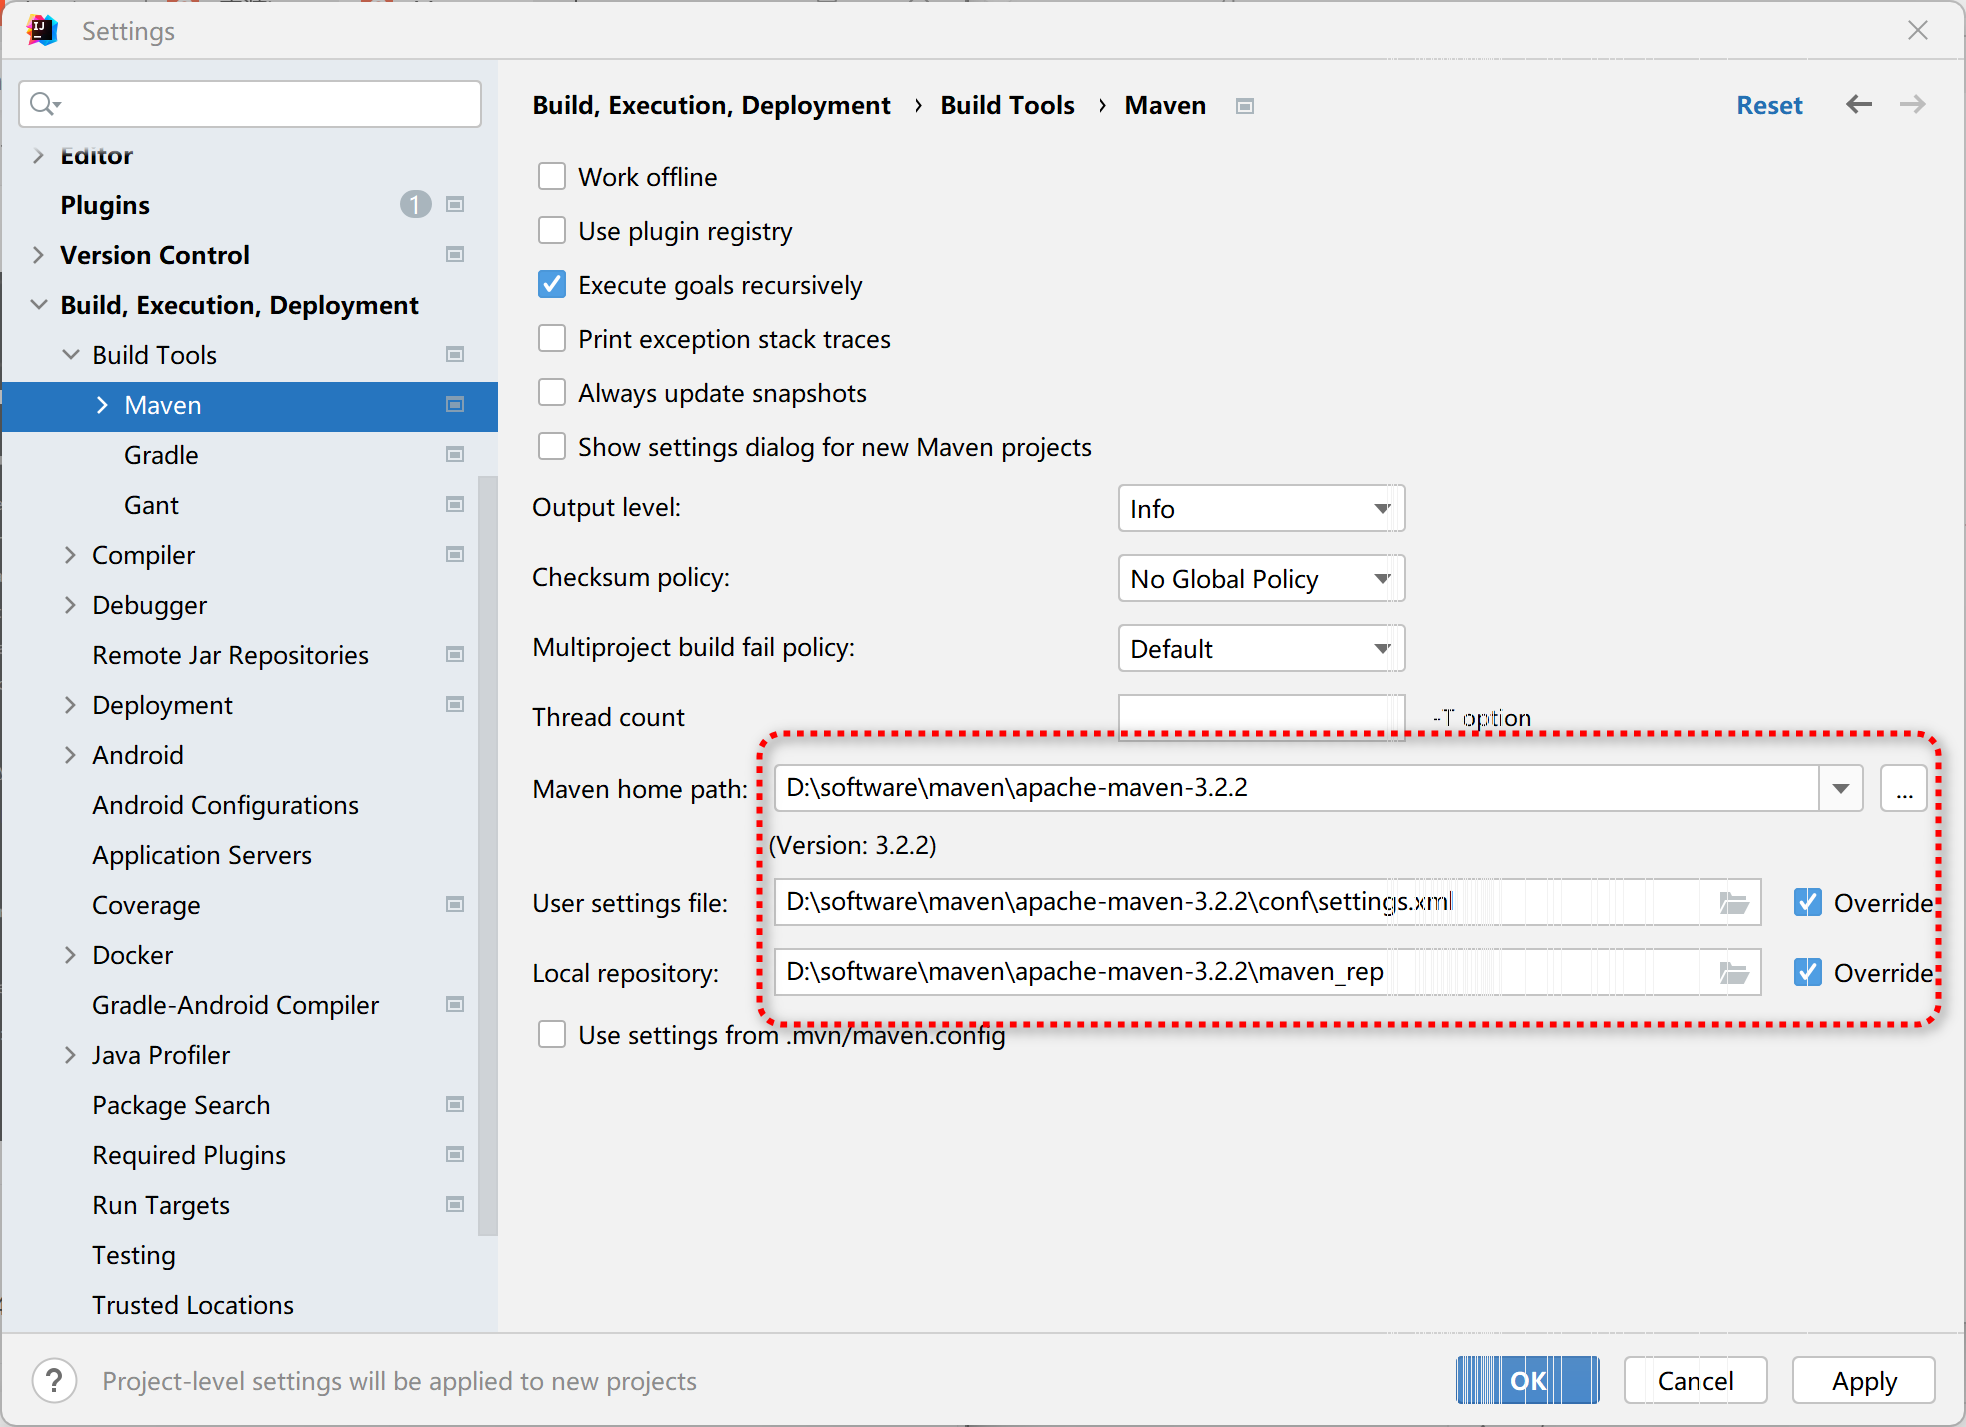 Settings
Editor
Plugins 1
Version Control
Build, Execution, Deployment
Build Tools
Maven
Gradle
Gant
Compiler
Debugger
Remote Jar Repositories
Deployment
Android
Android Configurations
Application Servers
Coverage
Docker
Gradle-Android Compiler
Java Profiler
Package Search
Required Plugins
Run Targets
Testing
Trusted Locations
Build, Execution, Deployment › Build Tools › Maven
Reset
Work offline
Use plugin registry
Execute goals recursively
Print exception stack traces
Always update snapshots
Show settings dialog for new Maven projects
Output level: Info
Checksum policy: No Global Policy
Multiproject build fail policy: Default
Thread count -T option
Maven home path: D:\software\maven\apache-maven-3.2.2 ...
(Version: 3.2.2)
User settings file: D:\software\maven\apache-maven-3.2.2\conf\settings.xml Override
Local repository: D:\software\maven\apache-maven-3.2.2\maven_rep Override
Use settings from .mvn/maven.config
? Project-level settings will be applied to new projects
OK Cancel Apply